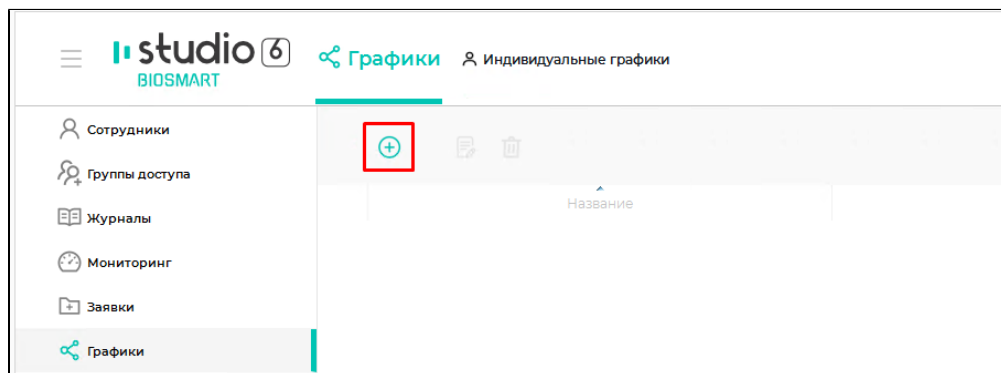 studio 6
BIOSMART
Графики
Индивидуальные графики
Сотрудники
Группы доступа
Журналы
Мониторинг
Заявки
Графики
Название